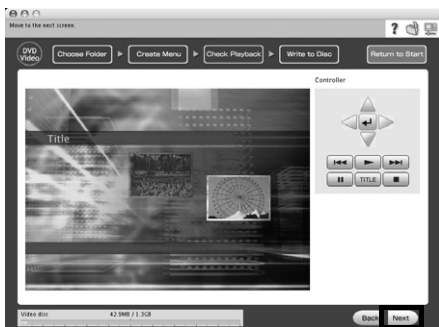 Move to the next screen.
?
DVD
Video
Choose Folder
Create Menu
Check Playback
Write to Disc
Return to Start
Controller
Title
TITLE
Video disc 42.9MB / 1.3GB
Back Next